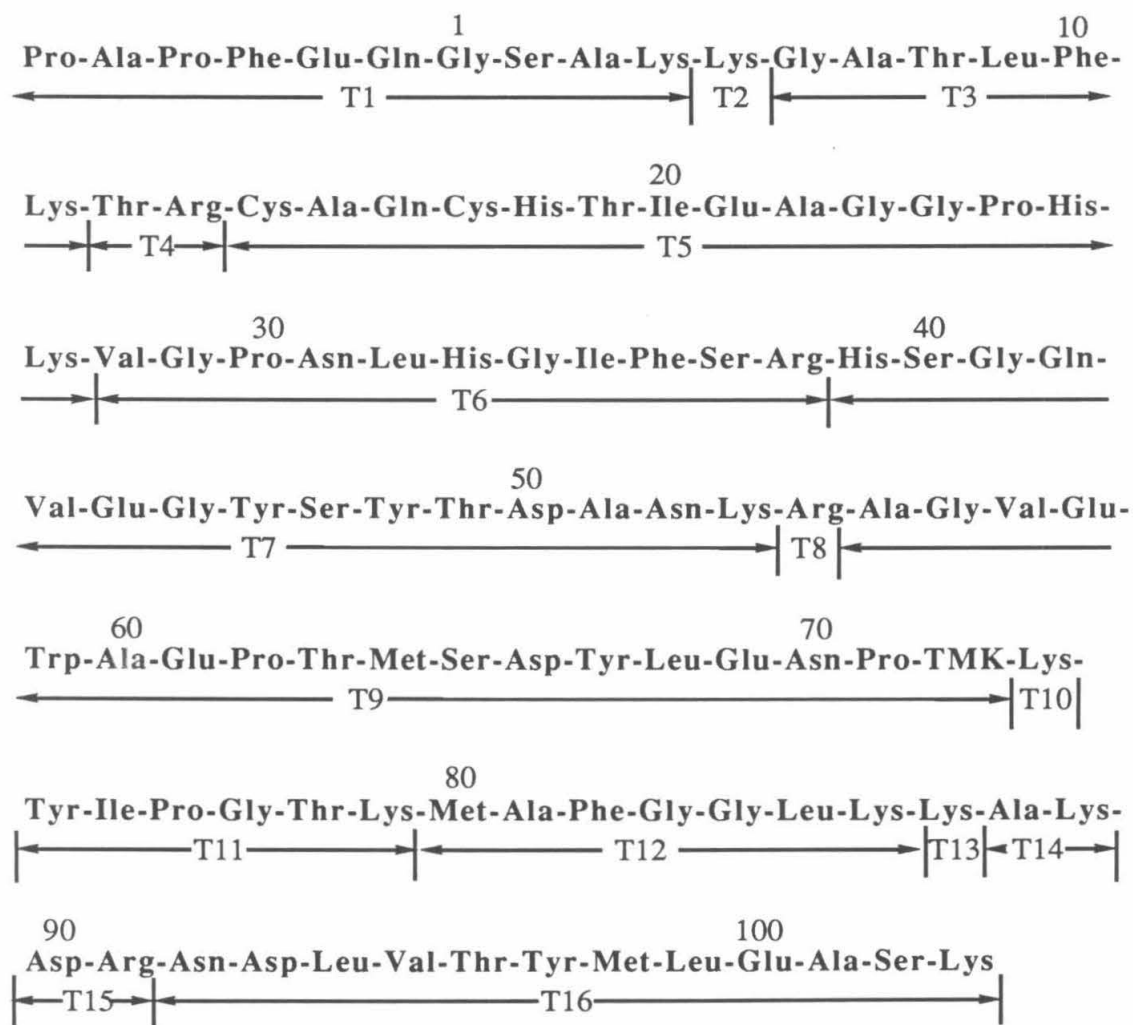 1 10
Pro-Ala-Pro-Phe-Glu-Gln-Gly-Ser-Ala-Lys-Lys-Gly-Ala-Thr-Leu-Phe-
T1 T2 T3
20
Lys-Thr-Arg-Cys-Ala-Gln-Cys-His-Thr-Ile-Glu-Ala-Gly-Gly-Pro-His-
T4 T5
30 40
Lys-Val-Gly-Pro-Asn-Leu-His-Gly-Ile-Phe-Ser-Arg-His-Ser-Gly-Gln-
T6
50
Val-Glu-Gly-Tyr-Ser-Tyr-Thr-Asp-Ala-Asn-Lys-Arg-Ala-Gly-Val-Glu-
T7 T8
60 70
Trp-Ala-Glu-Pro-Thr-Met-Ser-Asp-Tyr-Leu-Glu-Asn-Pro-TMK-Lys-
T9 T10
80
Tyr-Ile-Pro-Gly-Thr-Lys-Met-Ala-Phe-Gly-Gly-Leu-Lys-Lys-Ala-Lys-
T11 T12 T13 T14
90 100
Asp-Arg-Asn-Asp-Leu-Val-Thr-Tyr-Met-Leu-Glu-Ala-Ser-Lys
T15 T16